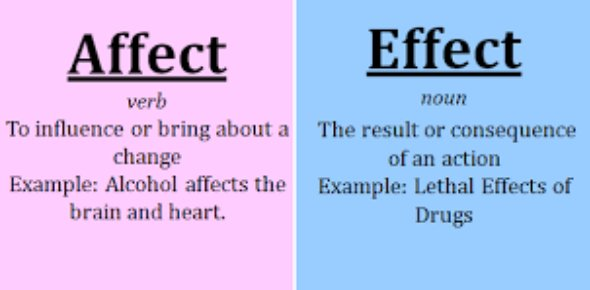 Affect
verb
To influence or bring about a
change
Example: Alcohol affects the
brain and heart.
Effect
noun
The result or consequence
of an action
Example: Lethal Effects of
Drugs